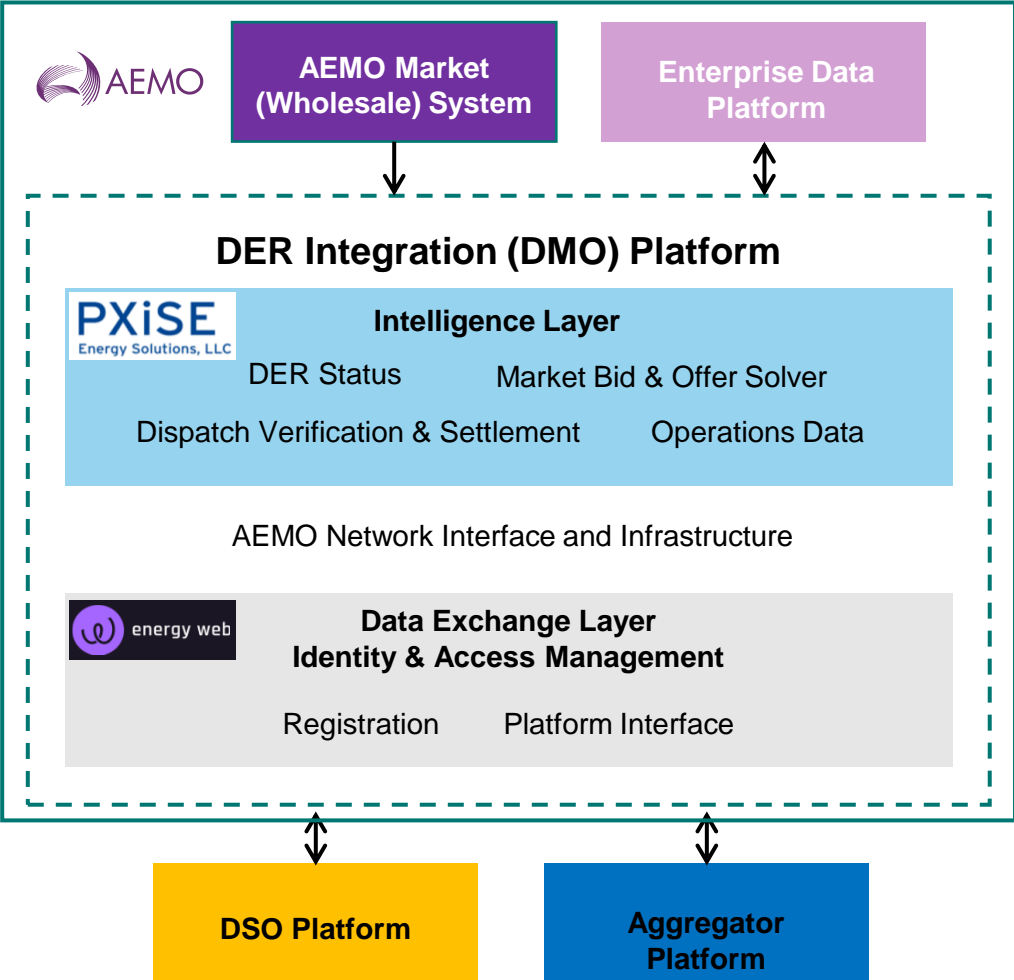 AEMO
AEMO Market
(Wholesale) System
Enterprise Data
Platform
DER Integration (DMO) Platform
PXiSE
Energy Solutions, LLC
Intelligence Layer
DER Status
Market Bid & Offer Solver
Dispatch Verification & Settlement
Operations Data
AEMO Network Interface and Infrastructure
energy web
Data Exchange Layer
Identity & Access Management
Registration
Platform Interface
DSO Platform
Aggregator
Platform